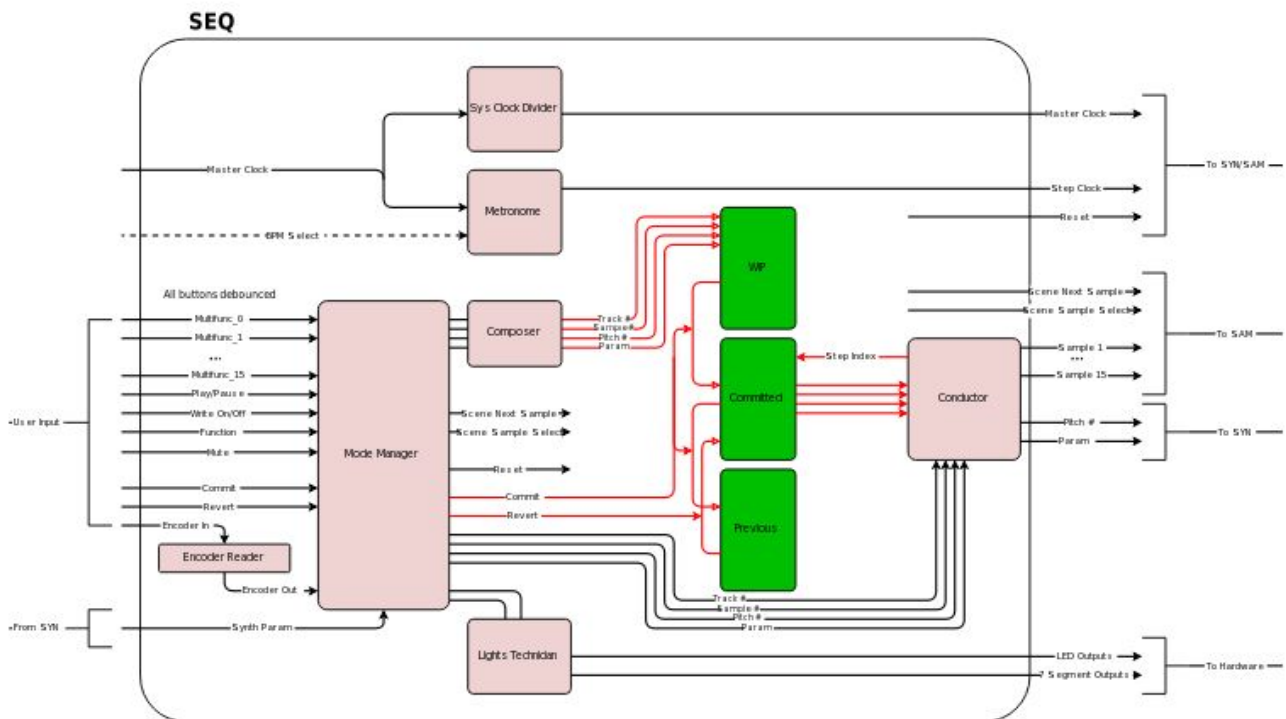 SEQ
Sys Clock Divider
Master Clock
Master Clock
To SYN/SAM
Step Clock
Metronome
Reset
BPM Select
WIP
All buttons debounced
Scene Next Sample
Scene Sample Select
Multifunc_0
Track #
Sample#
Pitch #
Param
Composer
Multifunc_1
To SAM
Sample 1
...
...
Step Index
Multifunc_15
Sample 15
Play/Pause
Committed
Conductor
Write On/Off
Scene Next Sample
User Input
Pitch #
Function
Scene Sample Select
To SYN
Param
Mute
Mode Manager
Reset
Commit
Commit
Revert
Revert
Encoder In
Previous
Encoder Reader
Encoder Out
Track #
Sample #
Pitch #
Param
From SYN
Synth Param
Lights Technician
LED Outputs
To Hardware
7 Segment Outputs